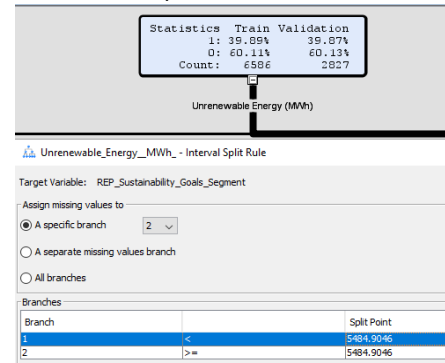 Statistics Train Validation
1: 39.89% 39.87%
0: 60.11% 60.13%
Count: 6586 2827
Unrenewable Energy (MWh)
Unrenewable_Energy__MWh_ - Interval Split Rule
Target Variable: REP_Sustainability_Goals_Segment
Assign missing values to
A specific branch 2
A separate missing values branch
All branches
Branches
Branch Split Point
1 < 5484.9046
2 >= 5484.9046